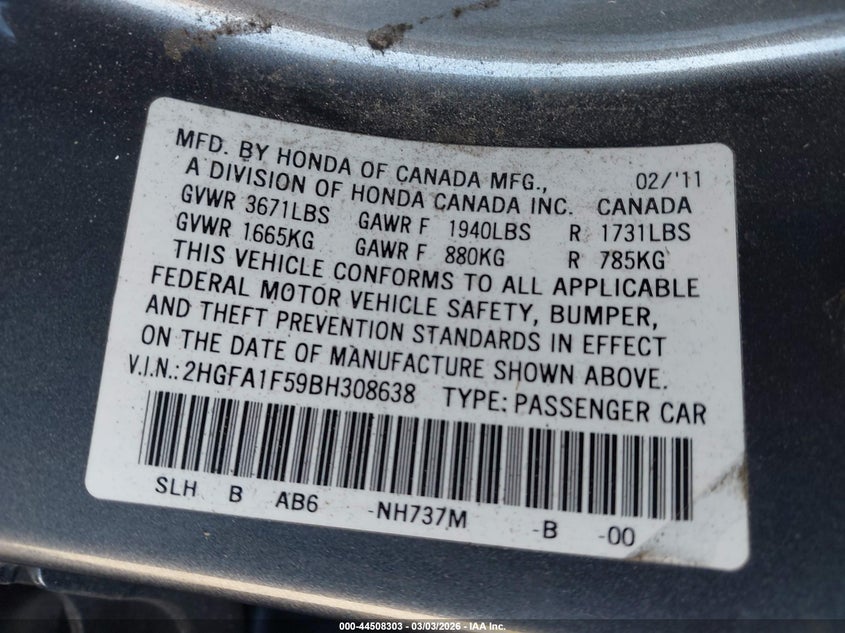 MFD. BY HONDA OF CANADA MFG., 02/'11
A DIVISION OF HONDA CANADA INC. CANADA
GVWR 3671LBS GAWR F 1940LBS R 1731LBS
GVWR 1665KG GAWR F 880KG R 785KG
THIS VEHICLE CONFORMS TO ALL APPLICABLE
FEDERAL MOTOR VEHICLE SAFETY, BUMPER,
AND THEFT PREVENTION STANDARDS IN EFFECT
ON THE DATE OF MANUFACTURE SHOWN ABOVE.
V.I.N.: 2HGFA1F59BH308638 TYPE: PASSENGER CAR
SLH B AB6 -NH737M -B -00
000-44508303 - 03/03/2026 - IAA Inc.